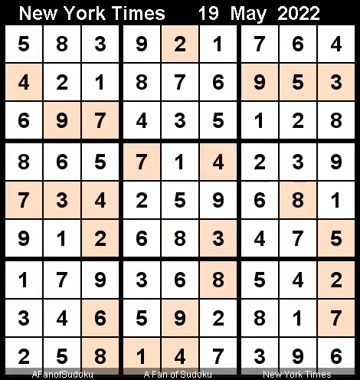 New York Times 19 May 2022
5 8 3 9 2 1 7 6 4
4 2 1 8 7 6 9 5 3
6 9 7 4 3 5 1 2 8
8 6 5 7 1 4 2 3 9
7 3 4 2 5 9 6 8 1
9 1 2 6 8 3 4 7 5
1 7 9 3 6 8 5 4 2
3 4 6 5 9 2 8 1 7
2 5 8 1 4 7 3 9 6
AFanofSudoku A Fan of Sudoku New York Times